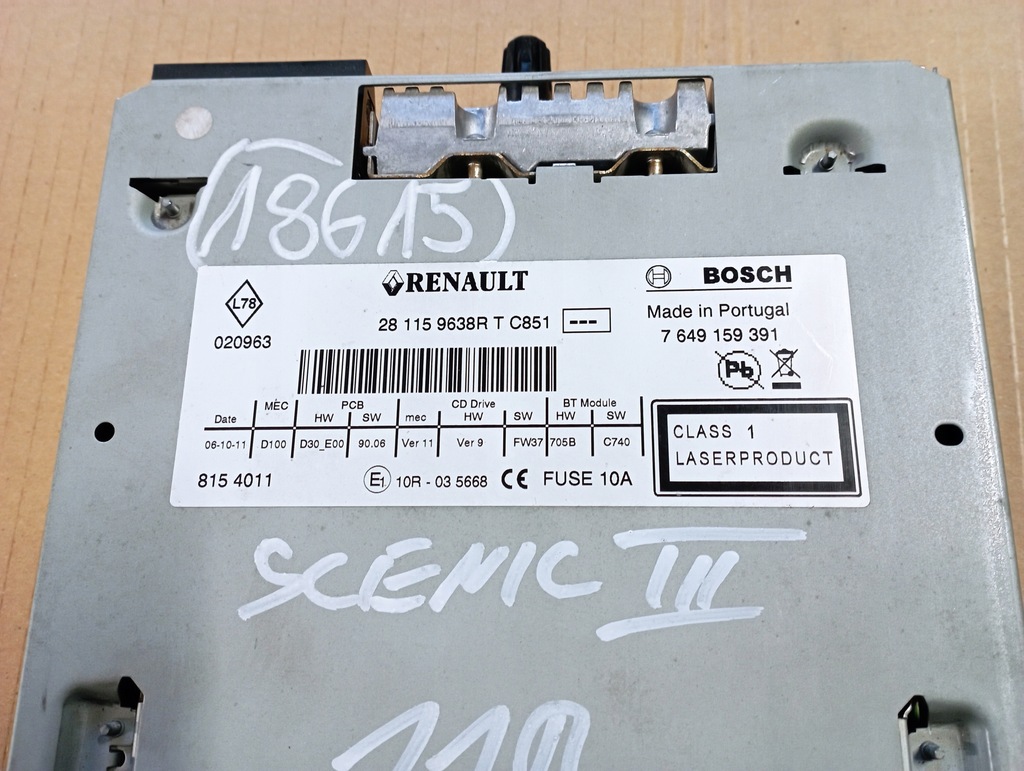 (18615)
L78
RENAULT
BOSCH
28 115 9638R T C851 ---
Made in Portugal
020963
7 649 159 391
Pb
MEC PCB CD Drive BT Module
Date HW SW mec HW SW HW SW
06-10-11 D100 D30_E00 90.06 Ver 11 Ver 9 FW37 705B C740
CLASS 1
LASERPRODUCT
815 4011
E1 10R - 03 5668 CE FUSE 10A
SCENIC III